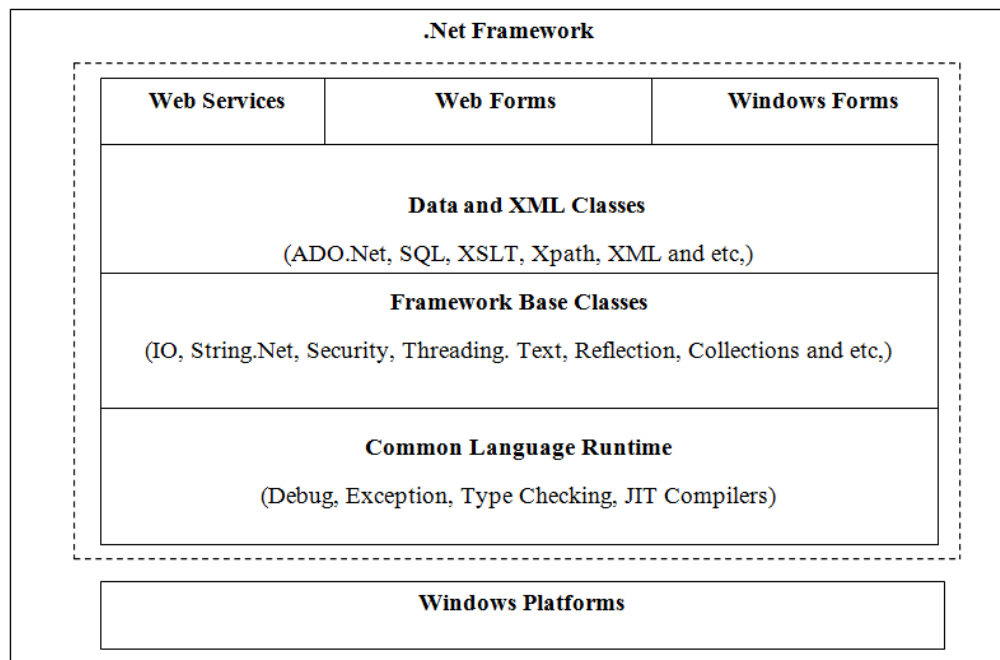 .Net Framework
Web Services
Web Forms
Windows Forms
Data and XML Classes
(ADO.Net, SQL, XSLT, Xpath, XML and etc,)
Framework Base Classes
(IO, String.Net, Security, Threading. Text, Reflection, Collections and etc,)
Common Language Runtime
(Debug, Exception, Type Checking, JIT Compilers)
Windows Platforms